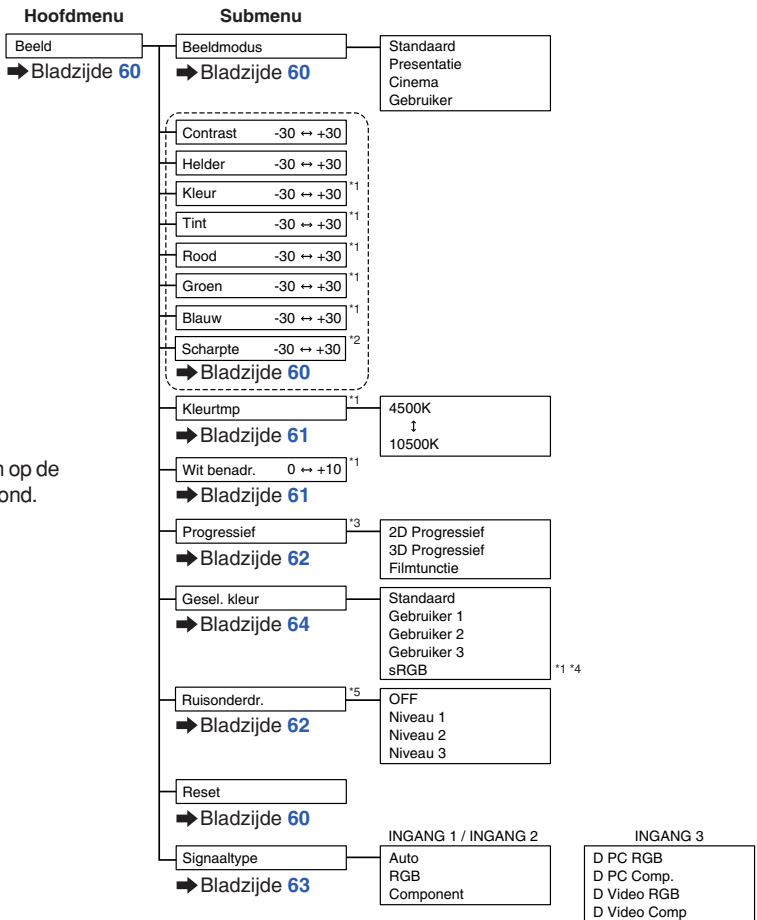 Hoofdmenu
Submenu
Beeld
➡Bladzijde 60
Beeldmodus
➡Bladzijde 60
Standaard
Presentatie
Cinema
Gebruiker
Contrast -30 ↔ +30
Helder -30 ↔ +30
Kleur -30 ↔ +30 *1
Tint -30 ↔ +30 *1
Rood -30 ↔ +30 *1
Groen -30 ↔ +30 *1
Blauw -30 ↔ +30 *1
Scharpte -30 ↔ +30 *2
➡Bladzijde 60
Kleurtmp *1
➡Bladzijde 61
4500K
↕
10500K
op de
ond.
Wit benadr. 0 ↔ +10 *1
➡Bladzijde 61
Progressief *3
➡Bladzijde 62
2D Progressief
3D Progressief
Filmtunctie
Gesel. kleur
➡Bladzijde 64
Standaard
Gebruiker 1
Gebruiker 2
Gebruiker 3
sRGB *1 *4
Ruisonderdr. *5
➡Bladzijde 62
OFF
Niveau 1
Niveau 2
Niveau 3
Reset
➡Bladzijde 60
Signaaltype
➡Bladzijde 63
INGANG 1 / INGANG 2
Auto
RGB
Component
INGANG 3
D PC RGB
D PC Comp.
D Video RGB
D Video Comp